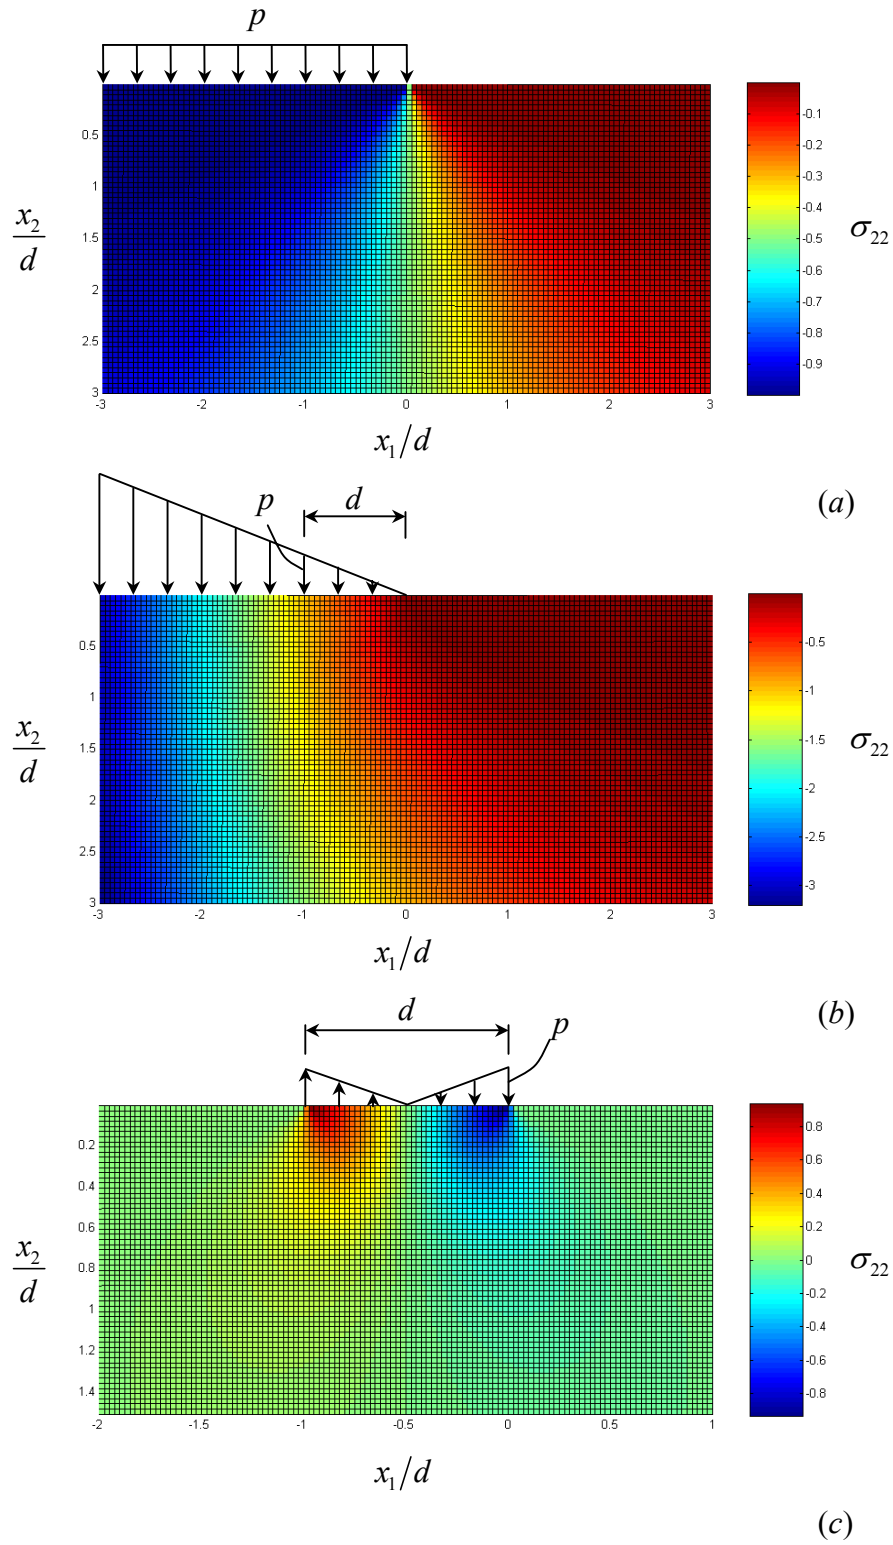 p
0.5
1
1.5
2
2.5
3
-3 -2 -1 0 1 2 3
x₂/d
x₁/d
-0.1
-0.2
-0.3
-0.4
-0.5
-0.6
-0.7
-0.8
-0.9
σ₂₂
(a)
p d
0.5
1
1.5
2
2.5
3
-3 -2 -1 0 1 2 3
x₂/d
x₁/d
-0.5
-1
-1.5
-2
-2.5
-3
σ₂₂
(b)
d p
0.2
0.4
0.6
0.8
1
1.2
1.4
-2 -1.5 -1 -0.5 0 0.5 1
x₂/d
x₁/d
0.8
0.6
0.4
0.2
0
-0.2
-0.4
-0.6
-0.8
σ₂₂
(c)